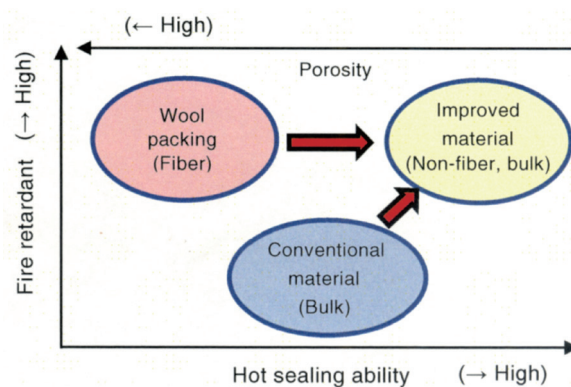 (← High)
Porosity
Wool
packing
(Fiber)
Improved
material
(Non-fiber, bulk)
Conventional
material
(Bulk)
Fire retardant (→ High)
Hot sealing ability (→ High)